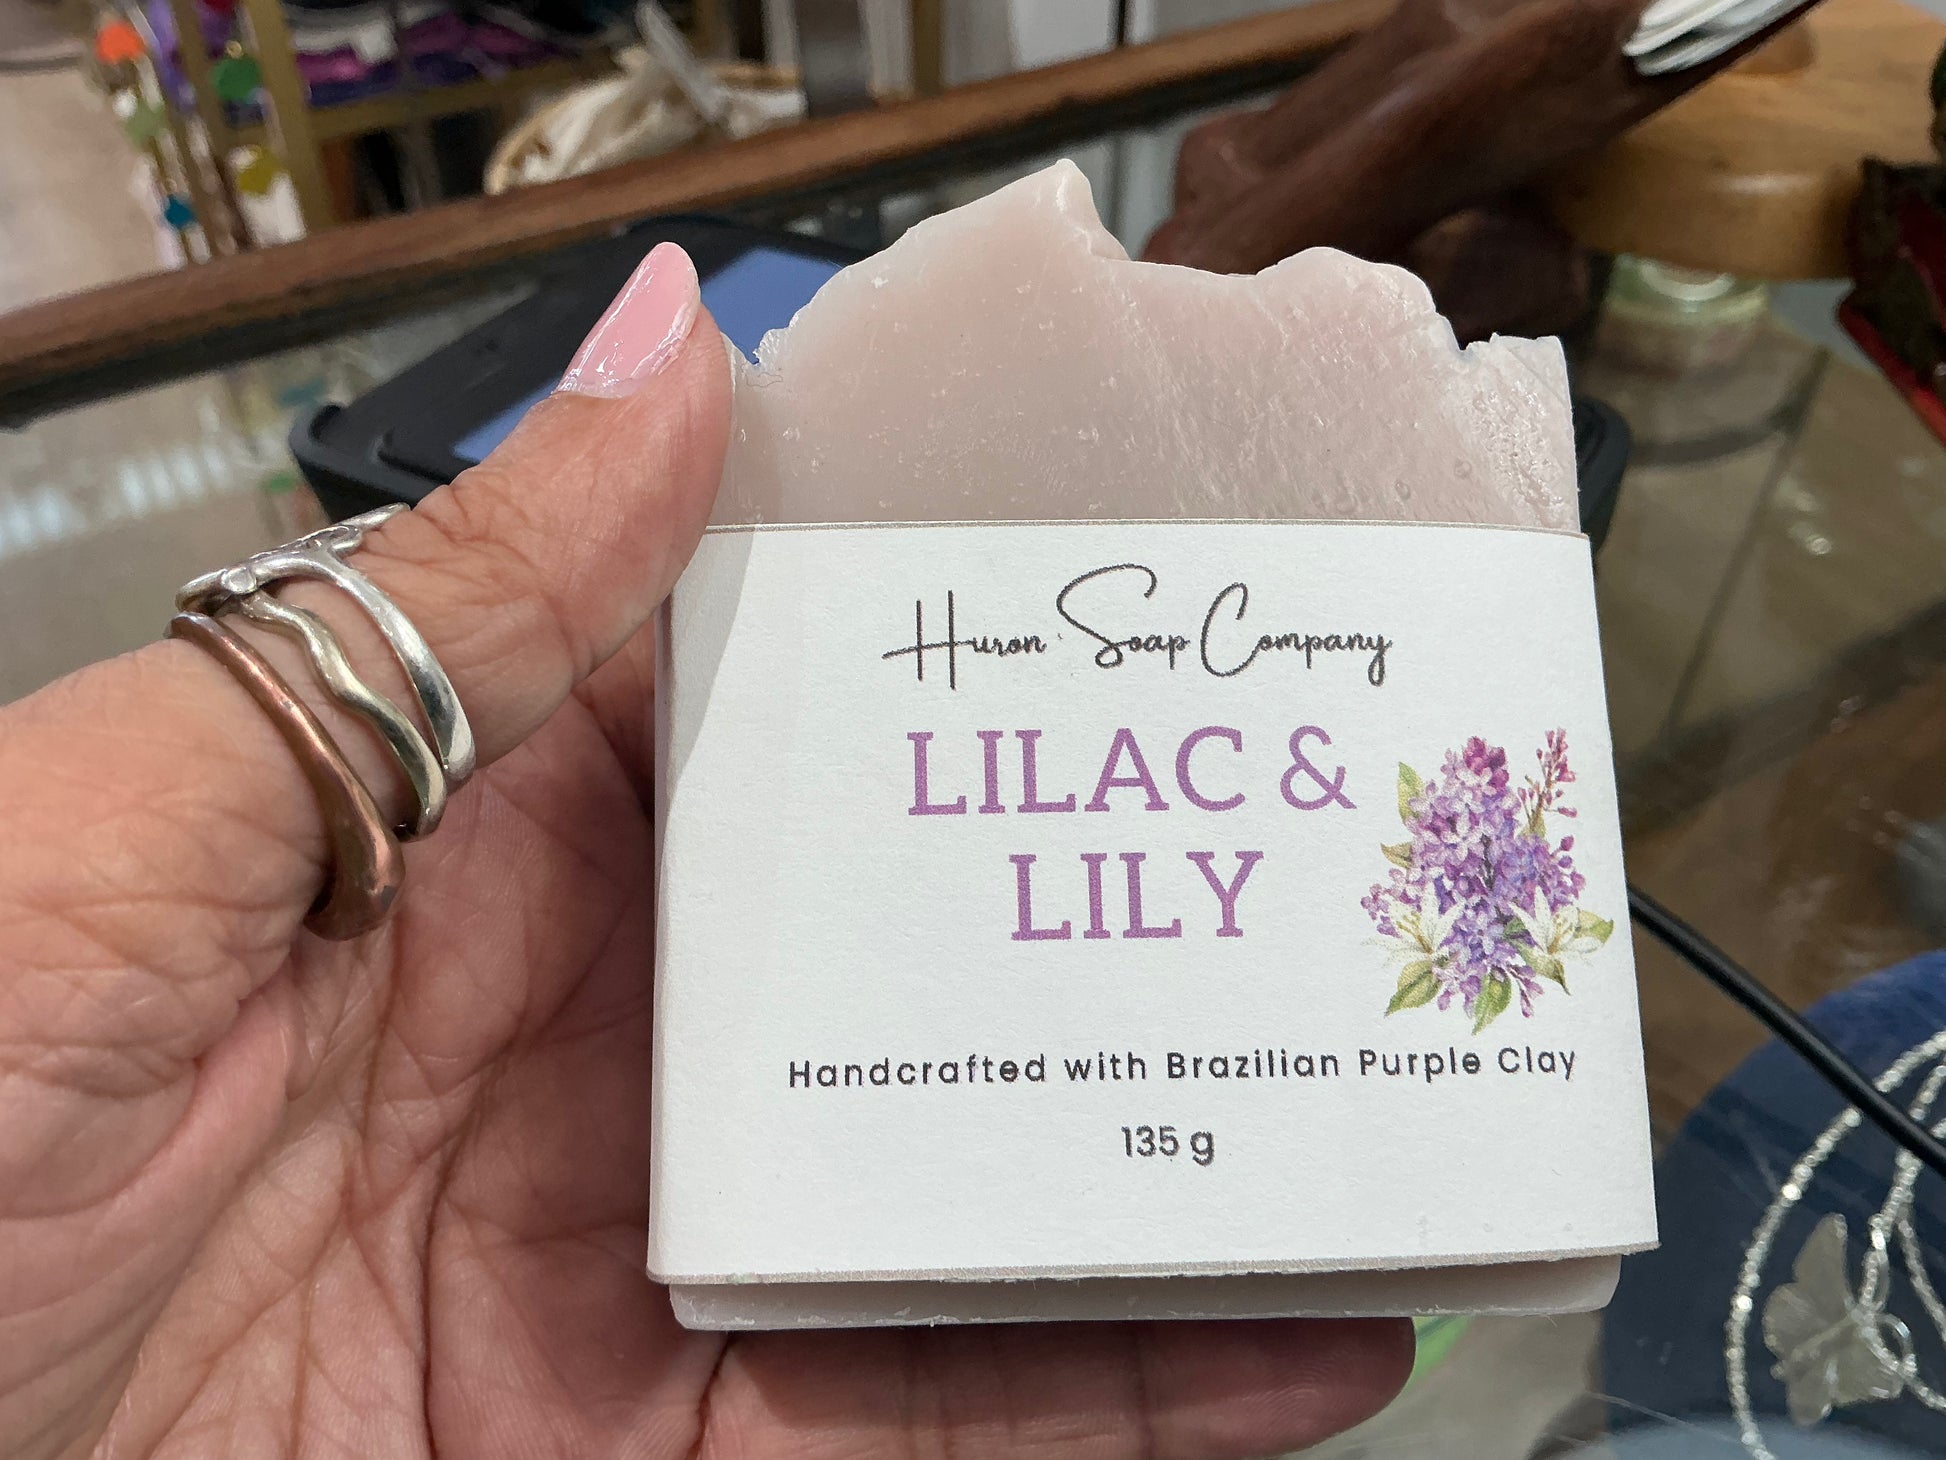 Huron Soap Company
LILAC &
LILY
Handcrafted with Brazilian Purple Clay
135 g